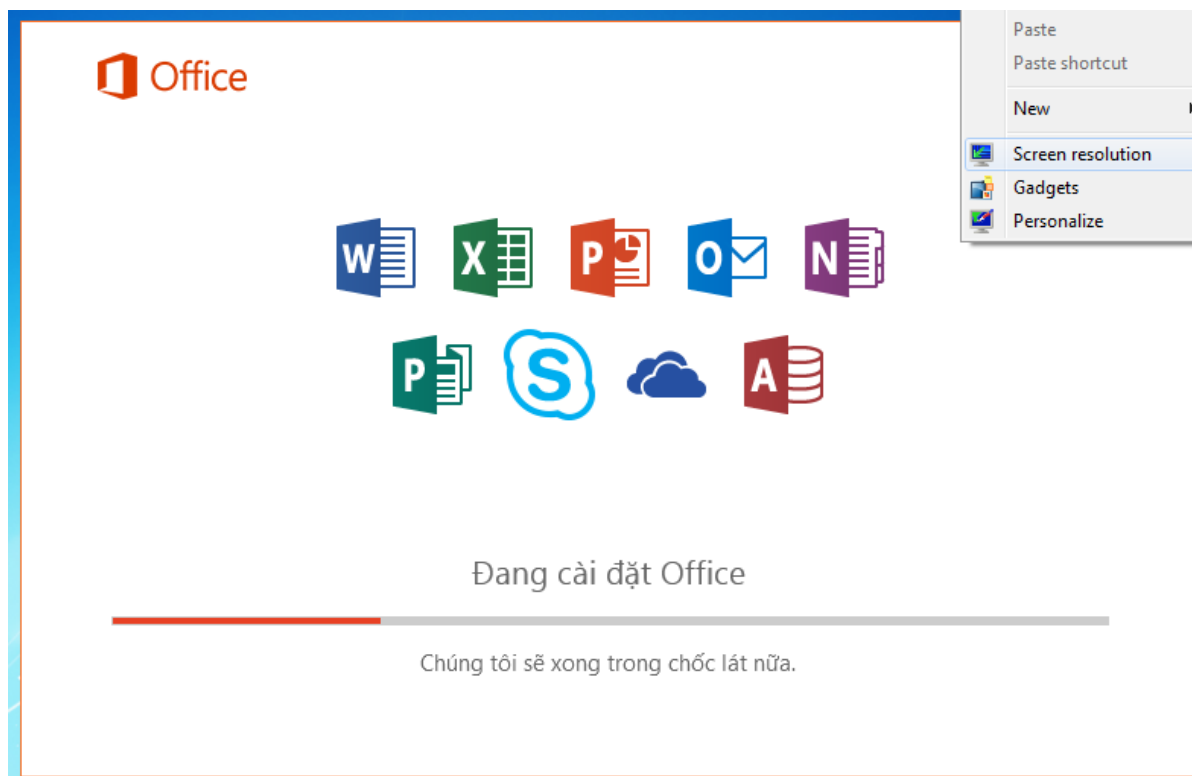 Office
Paste
Paste shortcut
New
Screen resolution
Gadgets
Personalize
W
X
P
O
N
P
S
A
Đang cài đặt Office
Chúng tôi sẽ xong trong chốc lát nữa.